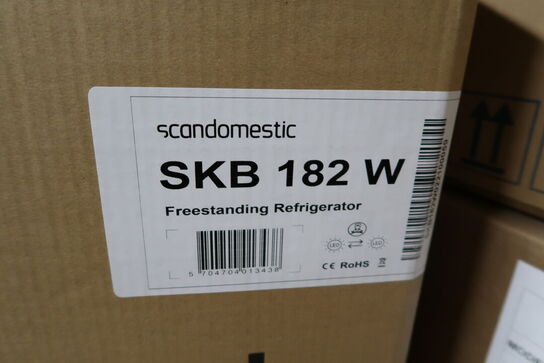 scandomestic
SKB 182 W
Freestanding Refrigerator
LED LED
5 704704 013438
CE RoHS